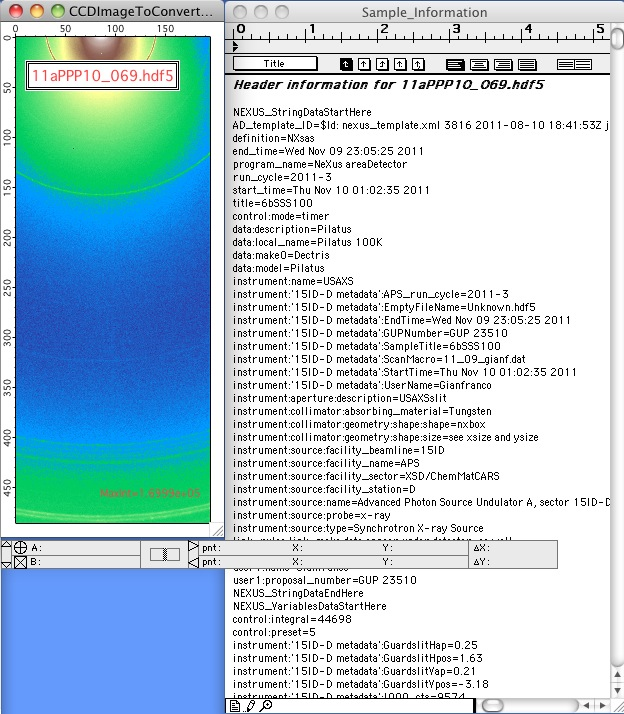 CCDImageToConvert...
0
50
100
150
0
50
100
150
200
250
300
350
400
450
11aPPP10_069.hdf5
Sample_Information
0
1
2
3
4
5
Title
Header information for 11aPPP10_069.hdf5
NEXUS_StringDataStartHere
AD_template_ID=$Id: nexus_template.xml 3816 2011-08-10 18:41:53Z j
definition=NXsas
end_time=Wed Nov 09 23:05:25 2011
program_name=NeXus areaDetector
run_cycle=2011-3
start_time=Thu Nov 10 01:02:35 2011
title=6bSSS100
control:mode=timer
data:description=Pilatus
data:local_name=Pilatus 100K
data:make0=Dectris
data:model=Pilatus
instrument:name=USAXS
instrument:'15ID-D metadata':APS_run_cycle=2011-3
instrument:'15ID-D metadata':EmptyFileName=Unknown.hdf5
instrument:'15ID-D metadata':EndTime=Wed Nov 09 23:05:25 2011
instrument:'15ID-D metadata':GUPNumber=GUP 23510
instrument:'15ID-D metadata':SampleTitle=6bSSS100
instrument:'15ID-D metadata':ScanMacro=11_09_gianf.dat
instrument:'15ID-D metadata':StartTime=Thu Nov 10 01:02:35 2011
instrument:'15ID-D metadata':UserName=Gianfranco
instrument:aperture:description=USAXSslit
instrument:collimator:absorbing_material=Tungsten
instrument:collimator:geometry:shape:shape=nxbox
instrument:collimator:geometry:shape:size=see xsize and ysize
instrument:source:facility_beamline=15ID
instrument:source:facility_name=APS
instrument:source:facility_sector=XSD/ChemMatCARS
instrument:source:facility_station=D
instrument:source:name=Advanced Photon Source Undulator A, sector 15ID-D
instrument:source:probe=x-ray
instrument:source:type=Synchrotron X-ray Source
A: pnt: X: Y: ΔX:
B: pnt: X: Y: ΔY:
user1:proposal_number=GUP 23510
NEXUS_StringDataEndHere
NEXUS_VariablesDataStartHere
control:integral=44698
control:preset=5
instrument:'15ID-D metadata':GuardslitHap=0.25
instrument:'15ID-D metadata':GuardslitHpos=1.63
instrument:'15ID-D metadata':GuardslitVap=0.21
instrument:'15ID-D metadata':GuardslitVpos=-3.18
instrument:'15ID-D metadata':I000_cts=9574